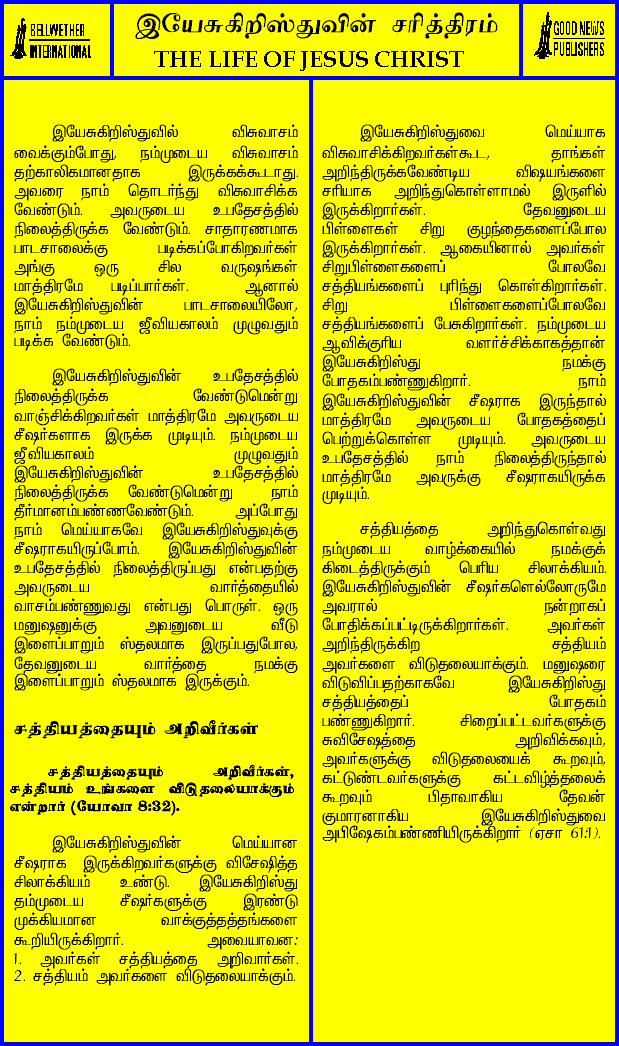 BELLWETHER
INTERNATIONAL
இயேசுகிறிஸ்துவின் சரித்திரம்
THE LIFE OF JESUS CHRIST
GOOD NEWS
PUBLISHERS
இயேசுகிறிஸ்துவில் விசுவாசம்
வைக்கும்போது, நம்முடைய விசுவாசம்
தற்காலிகமானதாக இருக்கக்கூடாது.
அவரை நாம் தொடர்ந்து விசுவாசிக்க
வேண்டும். அவருடைய உபதேசத்தில்
நிலைத்திருக்க வேண்டும். சாதாரணமாக
பாடசாலைக்கு படிக்கப்போகிறவர்கள்
அங்கு ஒரு சில வருஷங்கள்
மாத்திரமே படிப்பார்கள். ஆனால்
இயேசுகிறிஸ்துவின் பாடசாலையிலோ,
நாம் நம்முடைய ஜீவியகாலம் முழுவதும்
படிக்க வேண்டும்.
இயேசுகிறிஸ்துவின் உபதேசத்தில்
நிலைத்திருக்க வேண்டுமென்று
வாஞ்சிக்கிறவர்கள் மாத்திரமே அவருடைய
சீஷர்களாக இருக்க முடியும். நம்முடைய
ஜீவியகாலம் முழுவதும்
இயேசுகிறிஸ்துவின் உபதேசத்தில்
நிலைத்திருக்க வேண்டுமென்று நாம்
தீர்மானம்பண்ணவேண்டும். அப்போது
நாம் மெய்யாகவே இயேசுகிறிஸ்துவுக்கு
சீஷராகயிருப்போம். இயேசுகிறிஸ்துவின்
உபதேசத்தில் நிலைத்திருப்பது என்பதற்கு
அவருடைய வார்த்தையில்
வாசம்பண்ணுவது என்பது பொருள். ஒரு
மனுஷனுக்கு அவனுடைய வீடு
இளைப்பாறும் ஸ்தலமாக இருப்பதுபோல,
தேவனுடைய வார்த்தை நமக்கு
இளைப்பாறும் ஸ்தலமாக இருக்கும்.
சத்தியத்தையும் அறிவீர்கள்
சத்தியத்தையும் அறிவீர்கள்,
சத்தியம் உங்களை விடுதலையாக்கும்
என்றார் (யோவா 8:32).
இயேசுகிறிஸ்துவின் மெய்யான
சீஷராக இருக்கிறவர்களுக்கு விசேஷித்த
சிலாக்கியம் உண்டு. இயேசுகிறிஸ்து
தம்முடைய சீஷர்களுக்கு இரண்டு
முக்கியமான வாக்குத்தத்தங்களை
கூறியிருக்கிறார். அவையாவன:
1. அவர்கள் சத்தியத்தை அறிவார்கள்.
2. சத்தியம் அவர்களை விடுதலையாக்கும்.
இயேசுகிறிஸ்துவை மெய்யாக
விசுவாசிக்கிறவர்கள்கூட, தாங்கள்
அறிந்திருக்கவேண்டிய விஷயங்களை
சரியாக அறிந்துகொள்ளாமல் இருளில்
இருக்கிறார்கள். தேவனுடைய
பிள்ளைகள் சிறு குழந்தைகளைப்போல
இருக்கிறார்கள். ஆகையினால் அவர்கள்
சிறுபிள்ளைகளைப் போலவே
சத்தியங்களைப் புரிந்து கொள்கிறார்கள்.
சிறு பிள்ளைகளைப்போலவே
சத்தியங்களைப் பேசுகிறார்கள். நம்முடைய
ஆவிக்குரிய வளர்ச்சிக்காகத்தான்
இயேசுகிறிஸ்து நமக்கு
போதகம்பண்ணுகிறார். நாம்
இயேசுகிறிஸ்துவின் சீஷராக இருந்தால்
மாத்திரமே அவருடைய போதகத்தைப்
பெற்றுக்கொள்ள முடியும். அவருடைய
உபதேசத்தில் நாம் நிலைத்திருந்தால்
மாத்திரமே அவருக்கு சீஷராகயிருக்க
முடியும்.
சத்தியத்தை அறிந்துகொள்வது
நம்முடைய வாழ்க்கையில் நமக்குக்
கிடைத்திருக்கும் பெரிய சிலாக்கியம்.
இயேசுகிறிஸ்துவின் சீஷர்களெல்லோருமே
அவரால் நன்றாகப்
போதிக்கப்பட்டிருக்கிறார்கள். அவர்கள்
அறிந்திருக்கிற சத்தியம்
அவர்களை விடுதலையாக்கும். மனுஷரை
விடுவிப்பதற்காகவே இயேசுகிறிஸ்து
சத்தியத்தைப் போதகம்
பண்ணுகிறார். சிறைப்பட்டவர்களுக்கு
சுவிசேஷத்தை அறிவிக்கவும்,
அவர்களுக்கு விடுதலையைக் கூறவும்,
கட்டுண்டவர்களுக்கு கட்டவிழ்த்தலைக்
கூறவும் பிதாவாகிய தேவன்
குமாரனாகிய இயேசுகிறிஸ்துவை
அபிஷேகம்பண்ணியிருக்கிறார் (ஏசா 61:1).